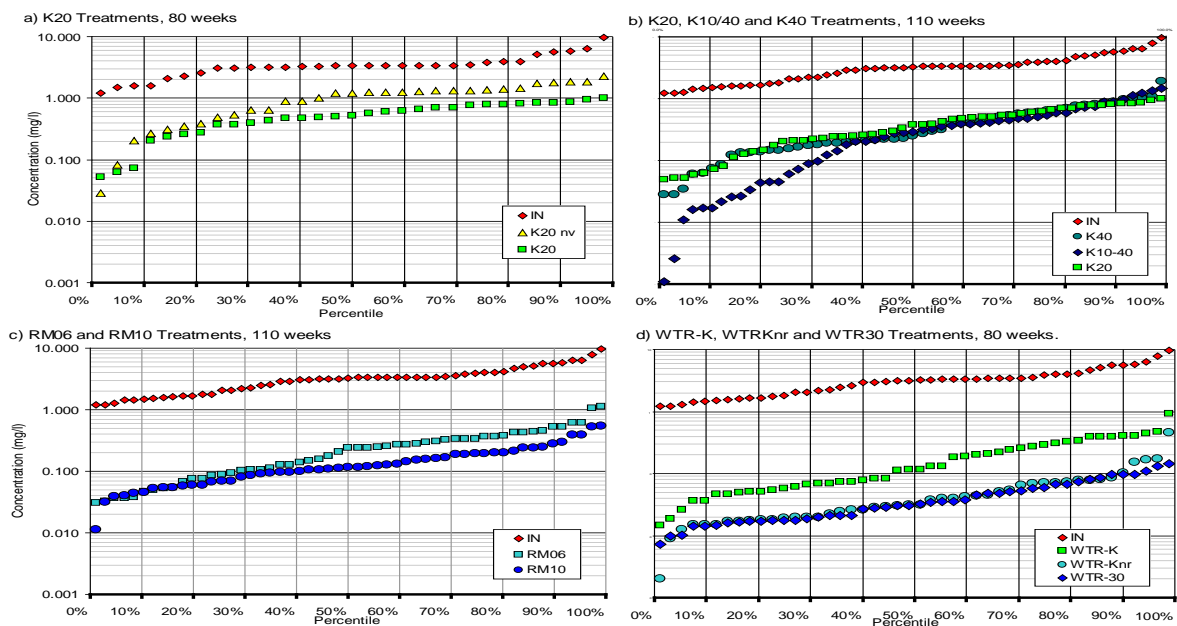 a) K20 Treatments, 80 weeks
10.000
1.000
0.100
0.010
0.001
Concentration (mg/l)
IN
K20 nv
K20
0% 10% 20% 30% 40% 50% 60% 70% 80% 90% 100%
Percentile
b) K20, K10/40 and K40 Treatments, 110 weeks
100.0%
IN
K40
K10-40
K20
0% 10% 20% 30% 40% 50% 60% 70% 80% 90% 100%
Percentile
c) RM06 and RM10 Treatments, 110 weeks
10.000
1.000
0.100
0.010
0.001
Concentration (mg/l)
IN
RM06
RM10
0% 10% 20% 30% 40% 50% 60% 70% 80% 90% 100%
Percentile
d) WTR-K, WTRKnr and WTR30 Treatments, 80 weeks.
IN
WTR-K
WTR-Knr
WTR-30
0% 10% 20% 30% 40% 50% 60% 70% 80% 90% 100%
Percentile